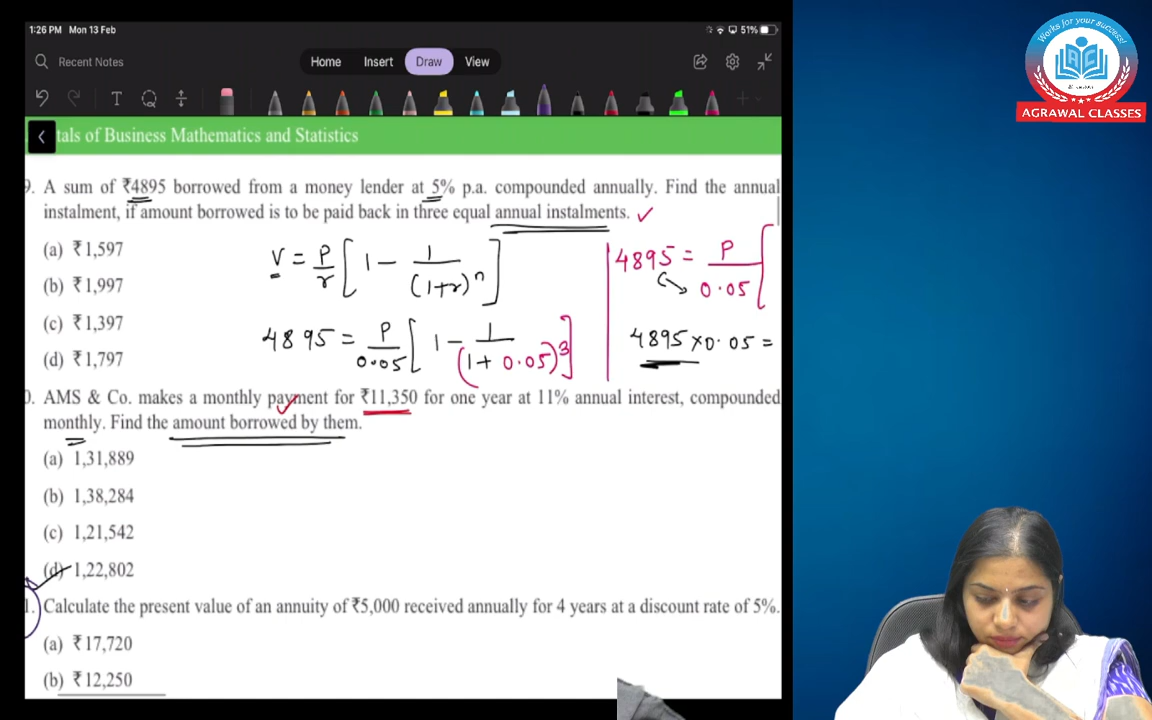 1:26 PM Mon 13 Feb
51%
Recent Notes
Home Insert Draw View
tals of Business Mathematics and Statistics
9. A sum of ₹4895 borrowed from a money lender at 5% p.a. compounded annually. Find the annual
instalment, if amount borrowed is to be paid back in three equal annual instalments. ✓
(a) ₹1,597
(b) ₹1,997
(c) ₹1,397
(d) ₹1,797
V = P/r [1 - 1/(1+r)^n]
4895 = P/0.05 [1 - 1/(1+0.05)^3]
4895 = P/0.05 [
4895 × 0.05 =
0. AMS & Co. makes a monthly payment for ₹11,350 for one year at 11% annual interest, compounded
monthly. Find the amount borrowed by them.
(a) 1,31,889
(b) 1,38,284
(c) 1,21,542
(d) 1,22,802
1. Calculate the present value of an annuity of ₹5,000 received annually for 4 years at a discount rate of 5%.
(a) ₹17,720
(b) ₹12,250
Works for your success!
AC
AGRAWAL CLASSES